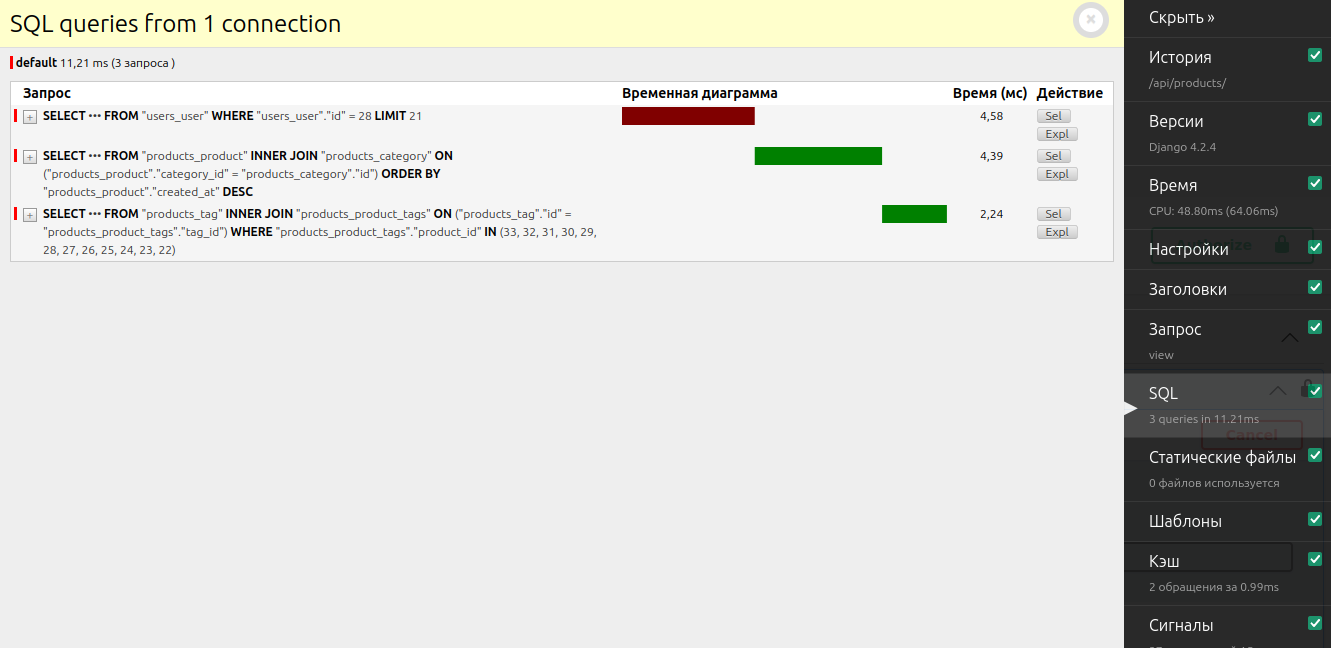 SQL queries from 1 connection
default 11,21 ms (3 запроса )
Запрос Временная диаграмма Время (мс) Действие
+ SELECT ••• FROM "users_user" WHERE "users_user"."id" = 28 LIMIT 21 4,58 Sel
Expl
+ SELECT ••• FROM "products_product" INNER JOIN "products_category" ON 4,39 Sel
("products_product"."category_id" = "products_category"."id") ORDER BY Expl
"products_product"."created_at" DESC
+ SELECT ••• FROM "products_tag" INNER JOIN "products_product_tags" ON ("products_tag"."id" = 2,24 Sel
"products_product_tags"."tag_id") WHERE "products_product_tags"."product_id" IN (33, 32, 31, 30, 29, Expl
28, 27, 26, 25, 24, 23, 22)
Скрыть »
История
/api/products/
Версии
Django 4.2.4
Время
CPU: 48.80ms (64.06ms)
Настройки
Заголовки
Запрос
view
SQL
3 queries in 11.21ms
Cancel
Статические файлы
0 файлов используется
Шаблоны
Кэш
2 обращения за 0.99ms
Сигналы